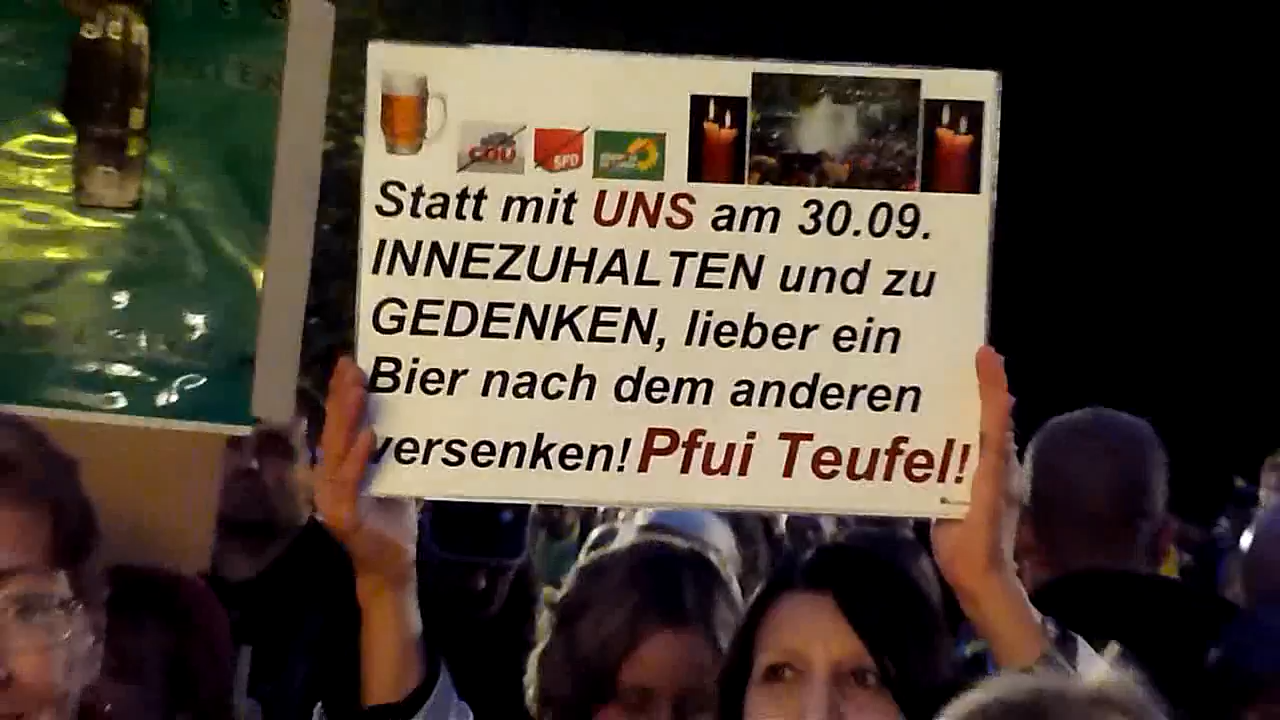 den
CDU
SPD
Statt mit UNS am 30.09.
INNEZUHALTEN und zu
GEDENKEN, lieber ein
Bier nach dem anderen
versenken! Pfui Teufel!